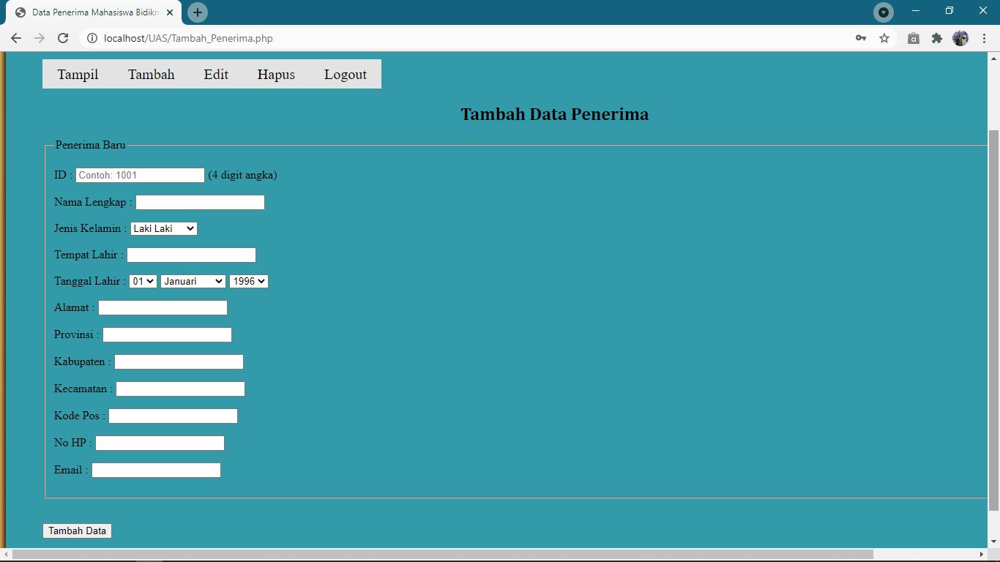 Data Penerima Mahasiswa Bidikm
localhost/UAS/Tambah_Penerima.php
Tampil Tambah Edit Hapus Logout
Tambah Data Penerima
Penerima Baru
ID : Contoh: 1001 (4 digit angka)
Nama Lengkap :
Jenis Kelamin : Laki Laki
Tempat Lahir :
Tanggal Lahir : 01 Januari 1996
Alamat :
Provinsi :
Kabupaten :
Kecamatan :
Kode Pos :
No HP :
Email :
Tambah Data